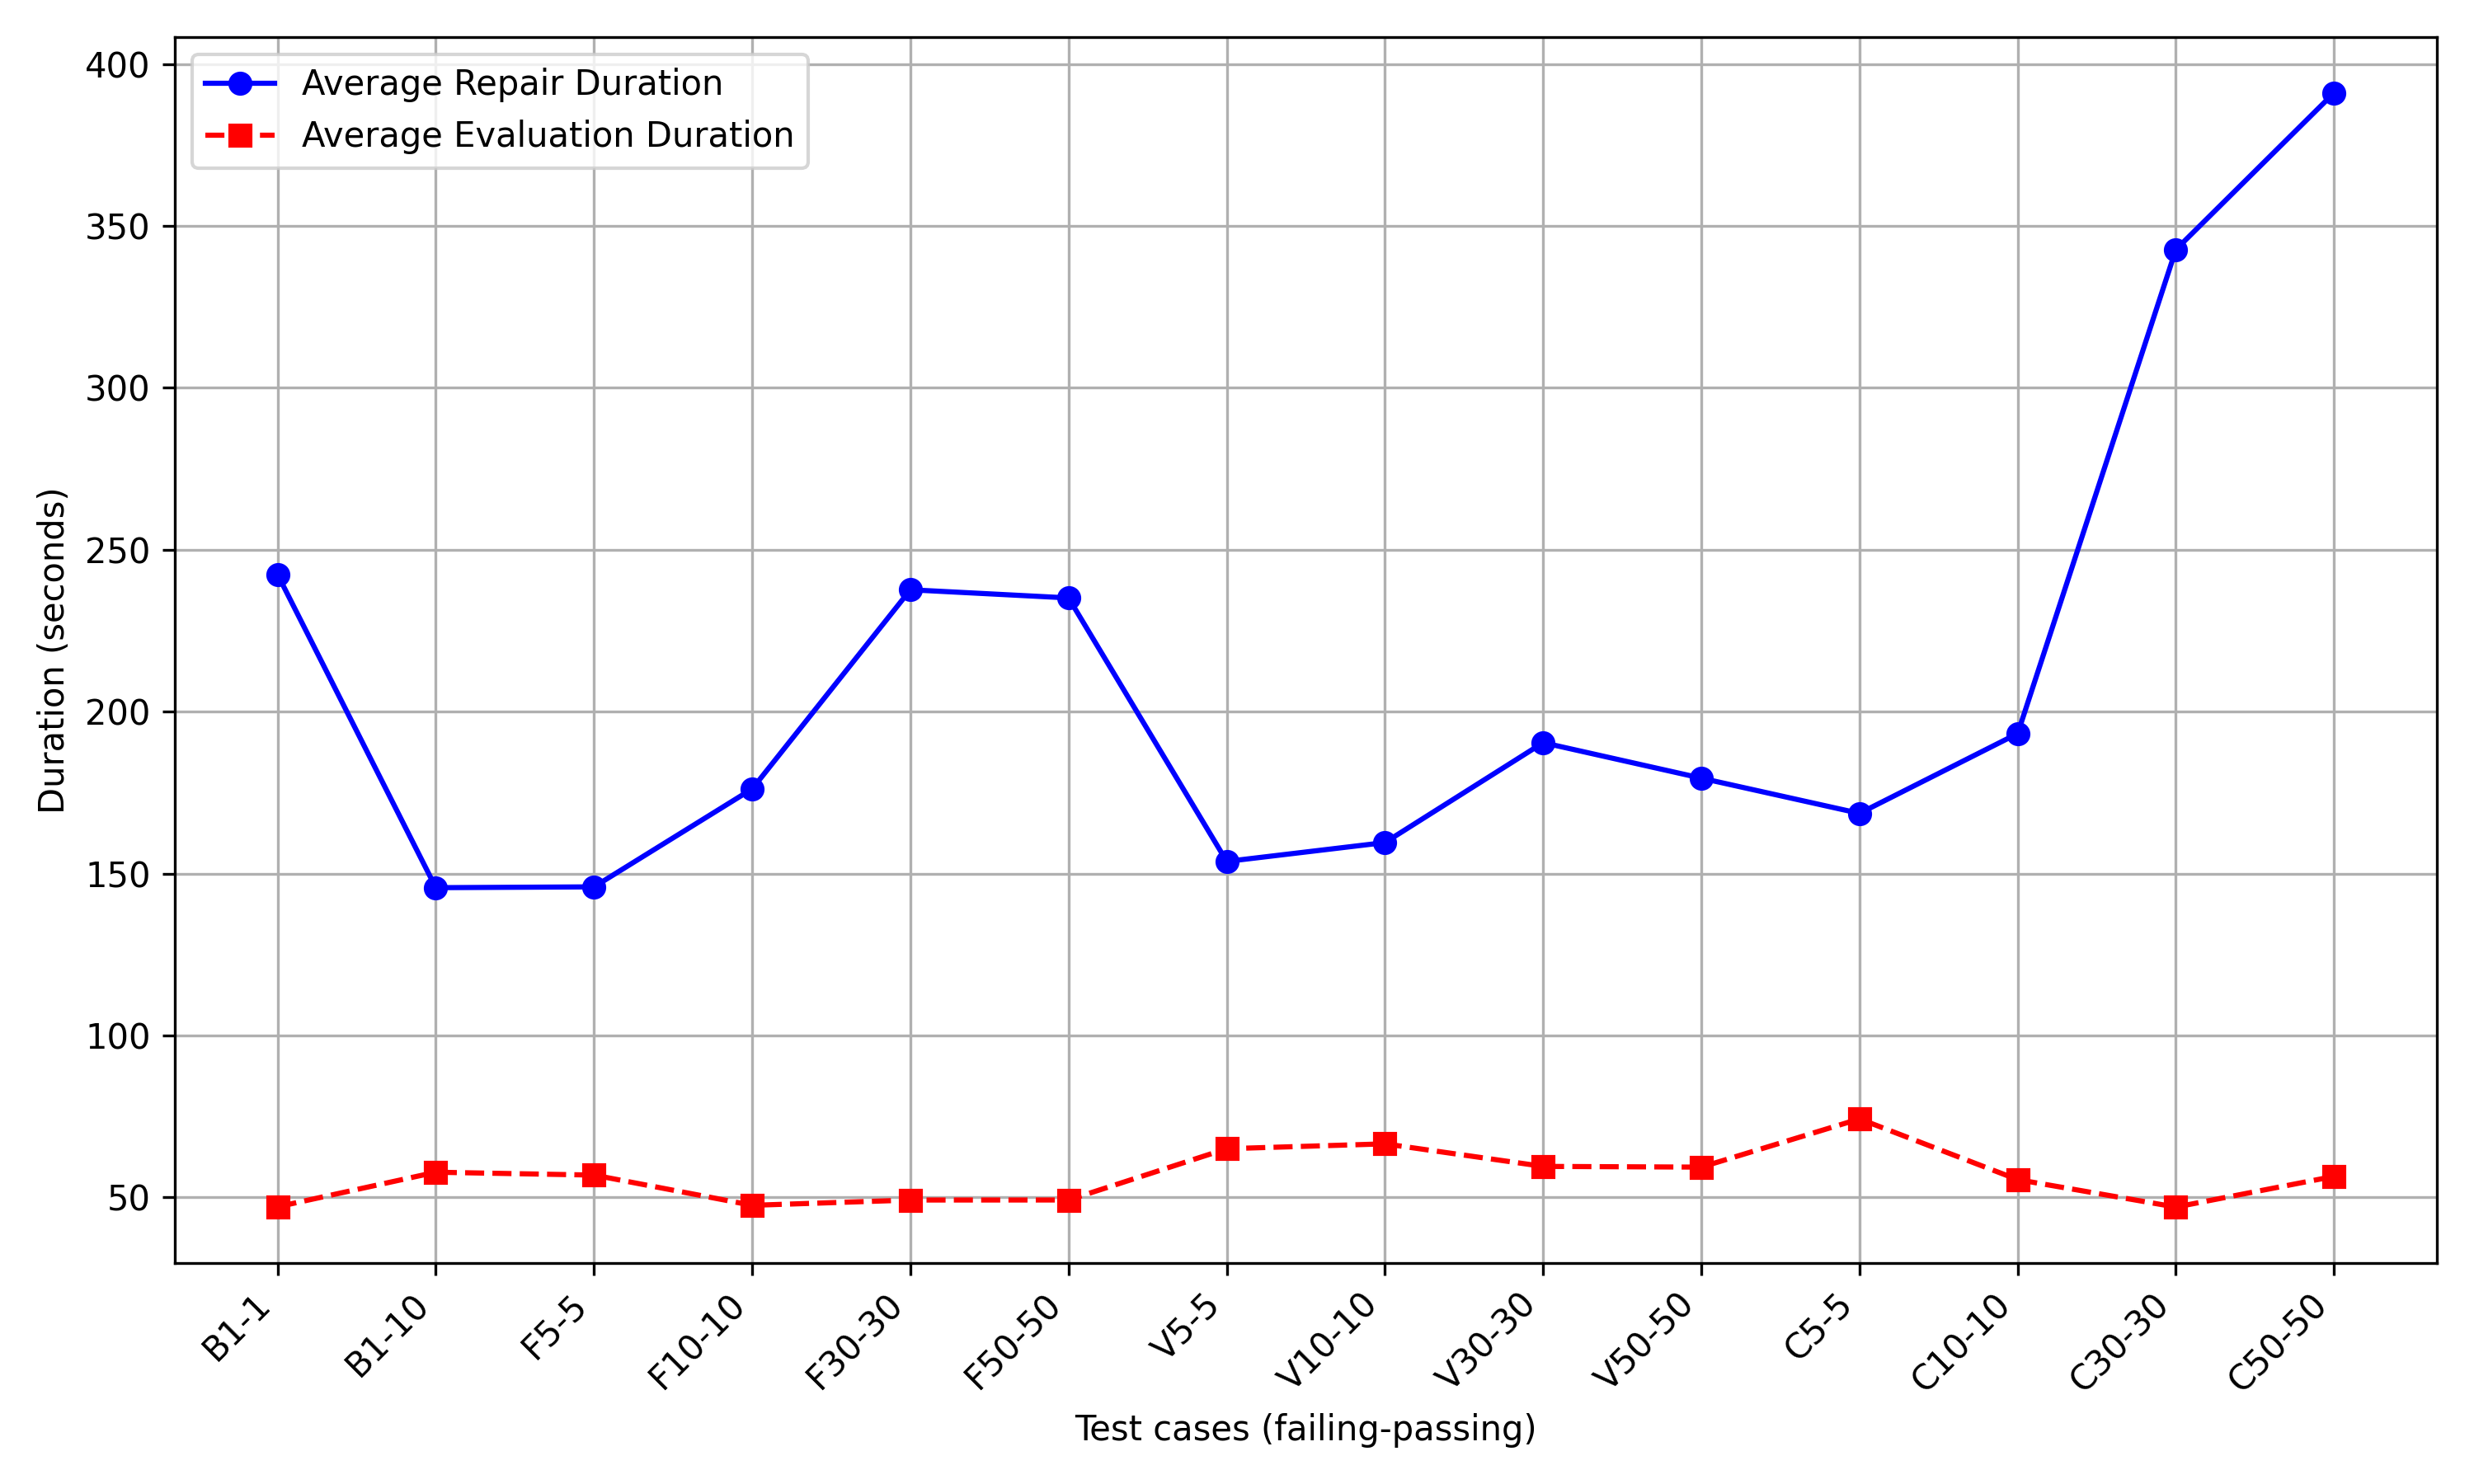 Average Repair Duration
Average Evaluation Duration
400
350
300
250
200
150
100
50
Duration (seconds)
B1-1
B1-10
F5-5
F10-10
F30-30
F50-50
V5-5
V10-10
V30-30
V50-50
C5-5
C10-10
C30-30
C50-50
Test cases (failing-passing)